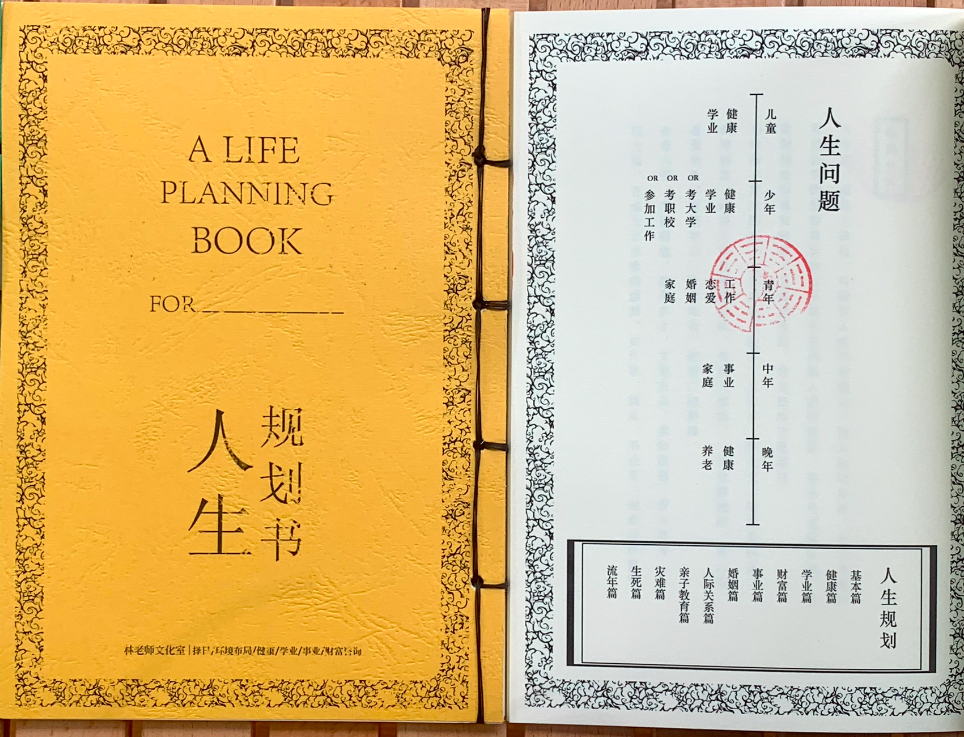 A LIFE
PLANNING
BOOK
FOR
人生
规划书
林老师文化室 | 择日/环境布局/健康/学业/事业/财富咨询
人生问题
儿童
健康
学业
少年
健康
学业
OR
考大学
OR
考职校
OR
参加工作
青年
工作
恋爱
婚姻
家庭
中年
事业
家庭
晚年
健康
养老
人生规划
基本篇
健康篇
学业篇
财富篇
事业篇
婚姻篇
人际关系篇
亲子教育篇
灾难篇
生死篇
流年篇